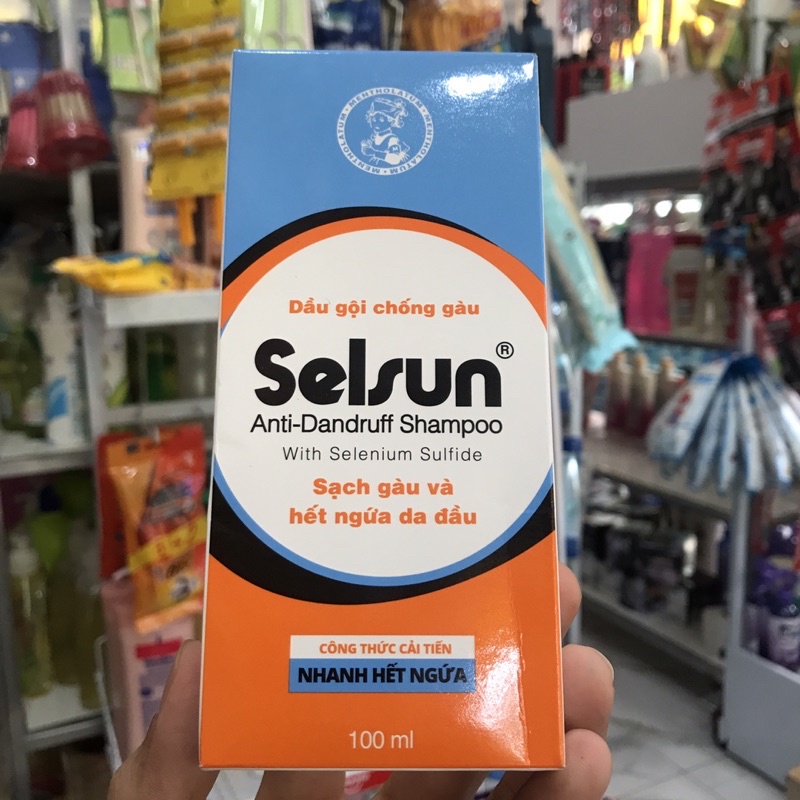 MENTHOLATUM • MENTHOLATUM • MENTHOLATUM
Dầu gội chống gàu
Selsun®
Anti-Dandruff Shampoo
With Selenium Sulfide
Sạch gàu và
hết ngứa da đầu
CÔNG THỨC CẢI TIẾN
NHANH HẾT NGỨA
100 ml